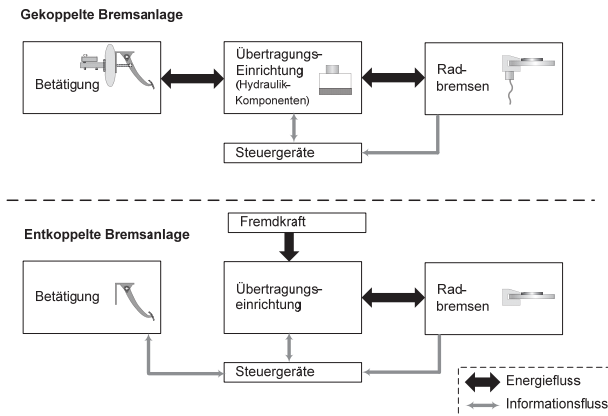 Gekoppelte Bremsanlage
Betätigung
Übertragungs-
Einrichtung
(Hydraulik-
Komponenten)
Rad-
bremsen
Steuergeräte
Entkoppelte Bremsanlage
Fremdkraft
Betätigung
Übertragungs-
einrichtung
Rad-
bremsen
Steuergeräte
Energiefluss
Informationsfluss